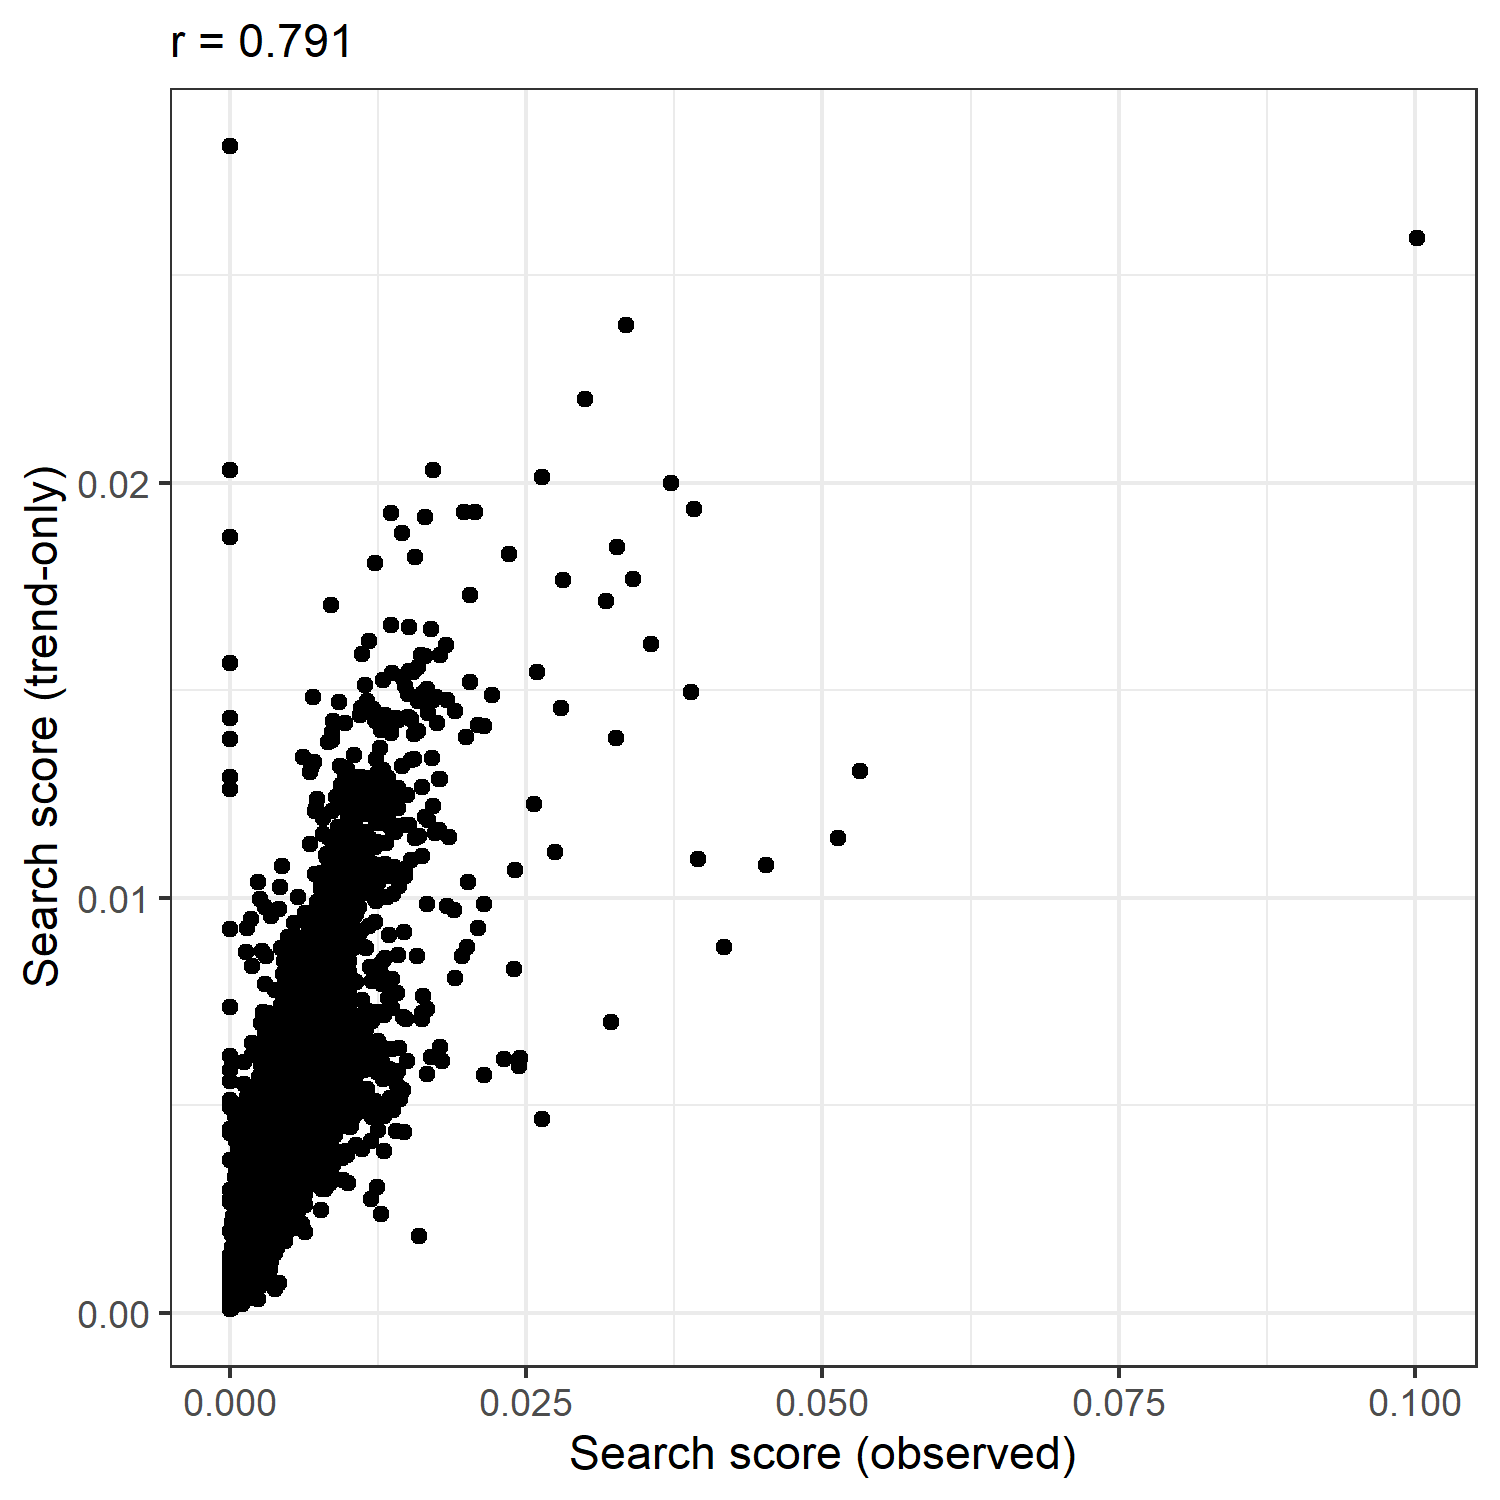 r = 0.791
Search score (trend-only)
0.02
0.01
0.00
0.000 0.025 0.050 0.075 0.100
Search score (observed)